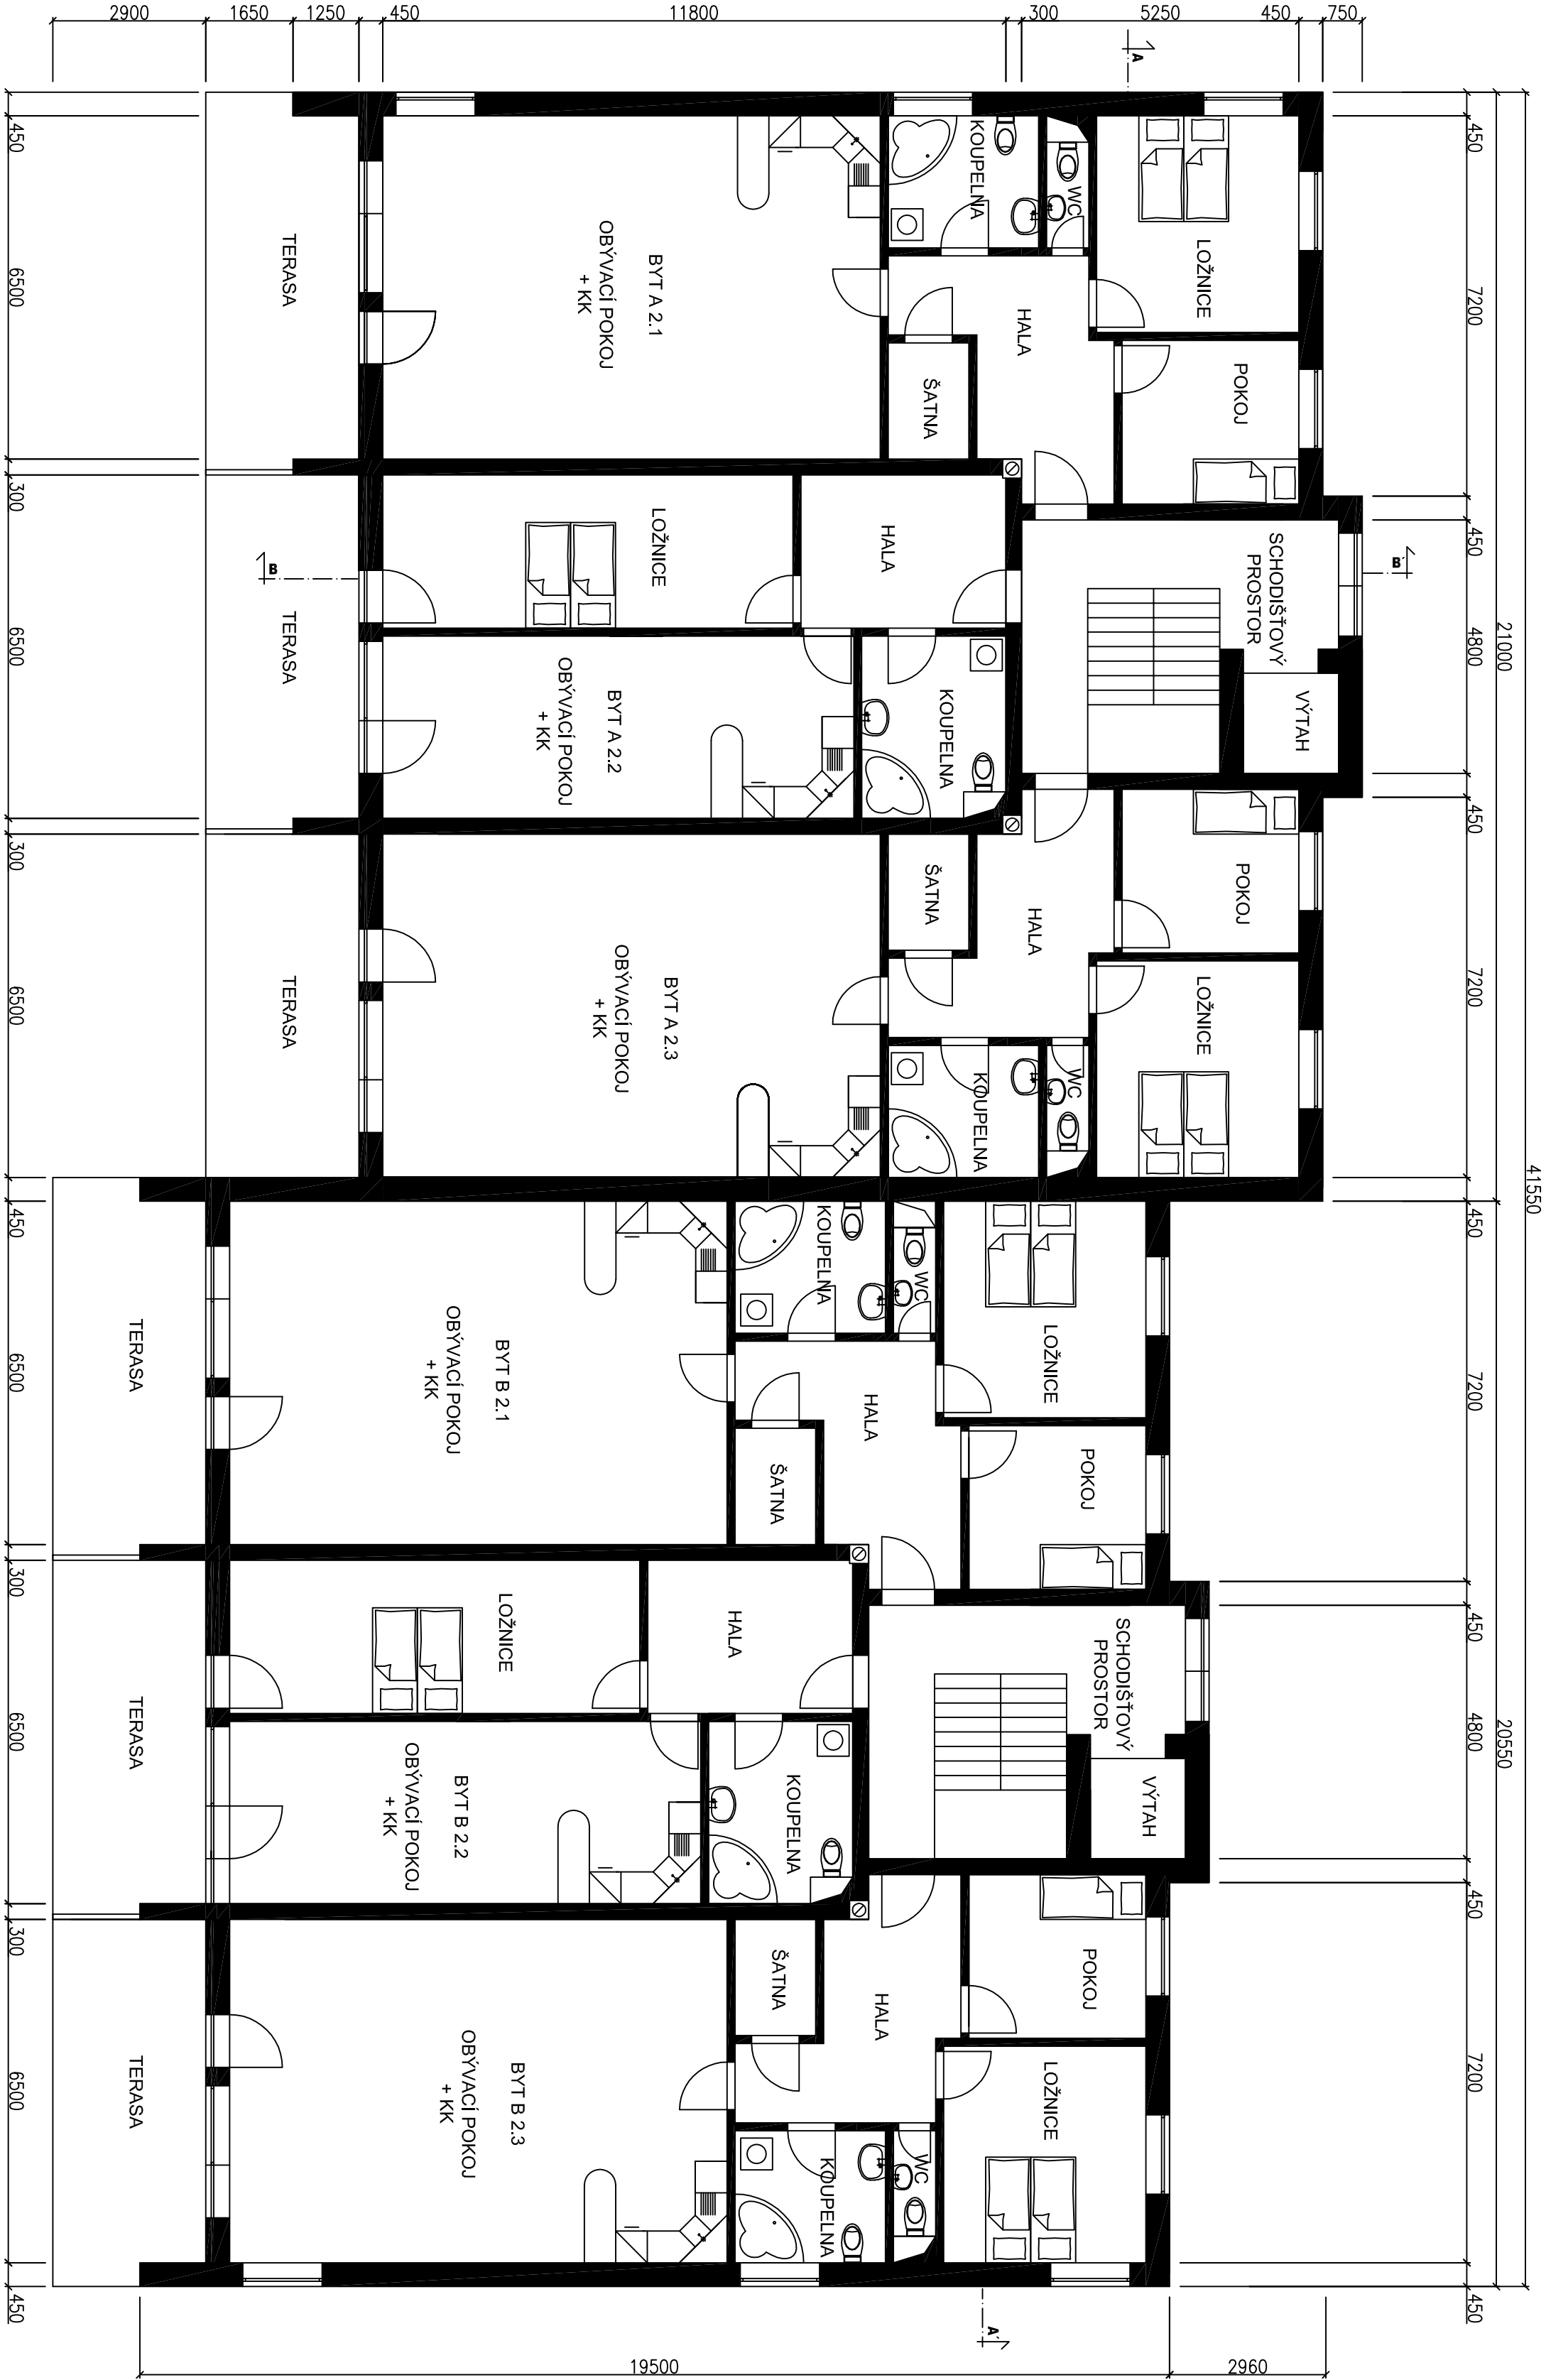 2900
1650
1250
450
11800
300
5250
450
750
A
450
6500
300
6500
300
6500
450
6500
300
6500
300
6500
450
450
7200
450
4800
450
7200
450
7200
450
4800
450
7200
450
21000
20550
41550
TERASA
BYT A 2.1
OBÝVACÍ POKOJ
+ KK
KOUPELNA
WC
LOŽNICE
HALA
ŠATNA
POKOJ
B
B´
TERASA
LOŽNICE
HALA
BYT A 2.2
OBÝVACÍ POKOJ
+ KK
KOUPELNA
SCHODIŠŤOVÝ
PROSTOR
VÝTAH
TERASA
BYT A 2.3
OBÝVACÍ POKOJ
+ KK
ŠATNA
HALA
POKOJ
LOŽNICE
KOUPELNA
WC
TERASA
BYT B 2.1
OBÝVACÍ POKOJ
+ KK
KOUPELNA
WC
LOŽNICE
HALA
ŠATNA
POKOJ
TERASA
LOŽNICE
HALA
BYT B 2.2
OBÝVACÍ POKOJ
+ KK
KOUPELNA
SCHODIŠŤOVÝ
PROSTOR
VÝTAH
TERASA
BYT B 2.3
OBÝVACÍ POKOJ
+ KK
ŠATNA
HALA
POKOJ
LOŽNICE
KOUPELNA
WC
A´
19500
2960